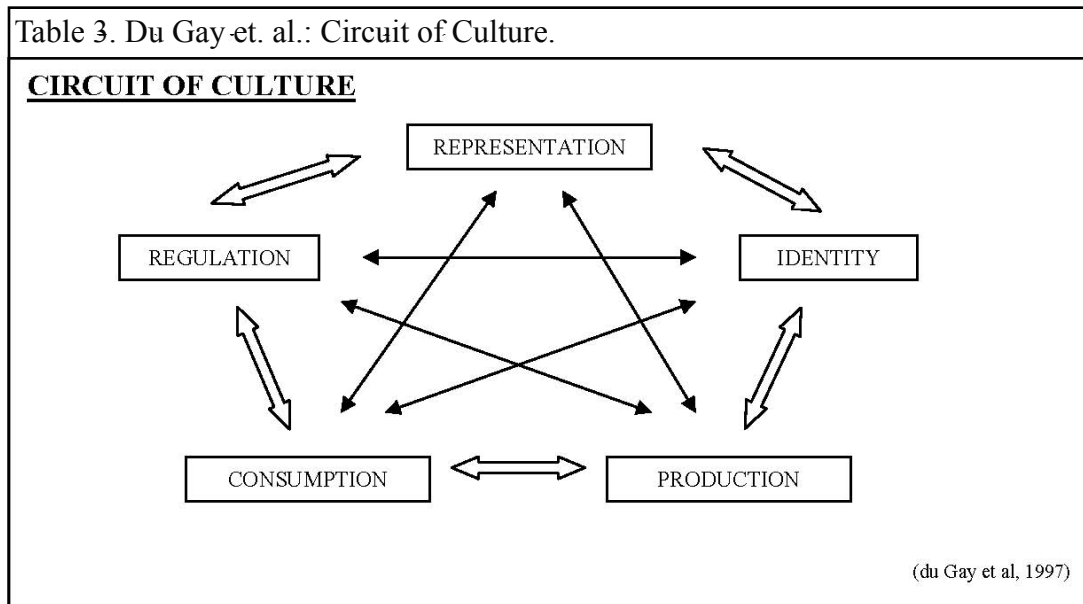 Table 3. Du Gay et. al.: Circuit of Culture.
CIRCUIT OF CULTURE
REPRESENTATION
REGULATION
IDENTITY
CONSUMPTION
PRODUCTION
(du Gay et al, 1997)